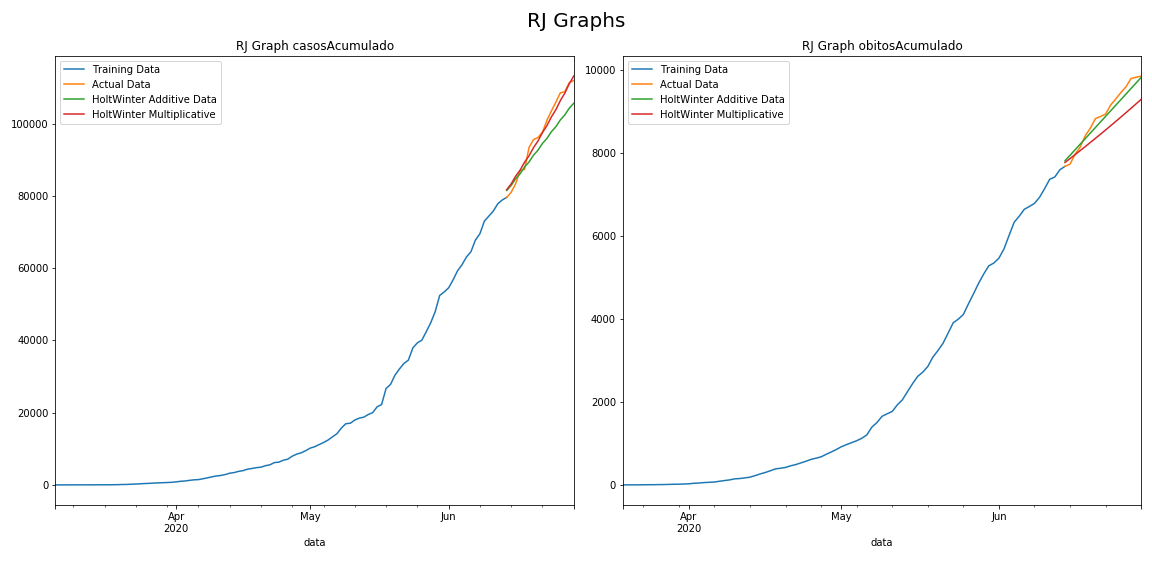 RJ Graphs
RJ Graph casosAcumulado
Training Data
Actual Data
HoltWinter Additive Data
HoltWinter Multiplicative
100000
80000
60000
40000
20000
0
Apr
2020
May
Jun
data
RJ Graph obitosAcumulado
Training Data
Actual Data
HoltWinter Additive Data
HoltWinter Multiplicative
10000
8000
6000
4000
2000
0
Apr
2020
May
Jun
data